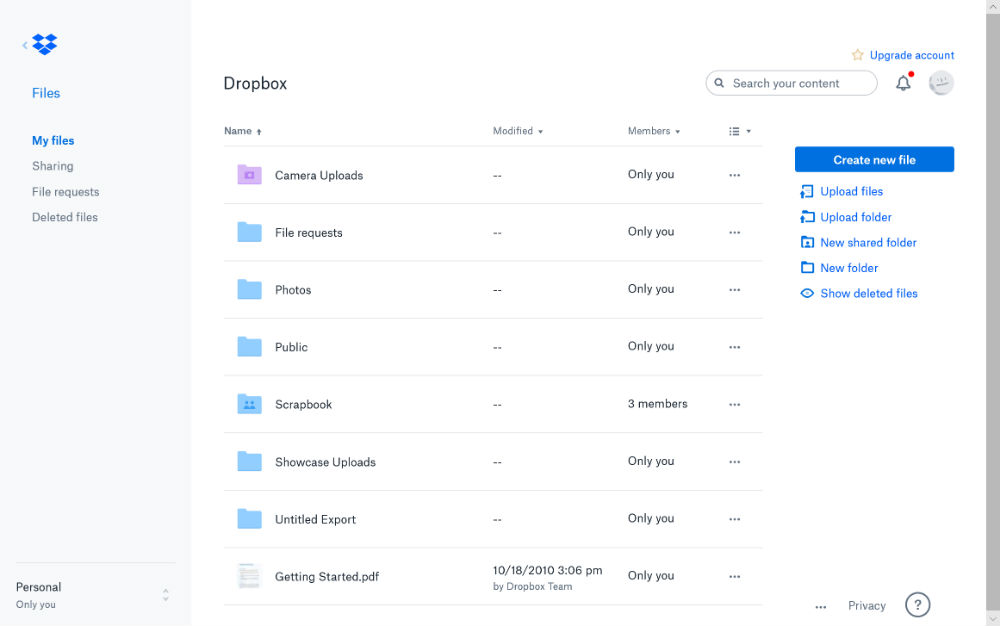 Upgrade account
Dropbox
Search your content
Files
My files
Sharing
File requests
Deleted files
Name Modified Members
Camera Uploads -- Only you
File requests -- Only you
Photos -- Only you
Public -- Only you
Scrapbook -- 3 members
Showcase Uploads -- Only you
Untitled Export -- Only you
Getting Started.pdf 10/18/2010 3:06 pm Only you
by Dropbox Team
Create new file
Upload files
Upload folder
New shared folder
New folder
Show deleted files
Personal
Only you
... Privacy ?